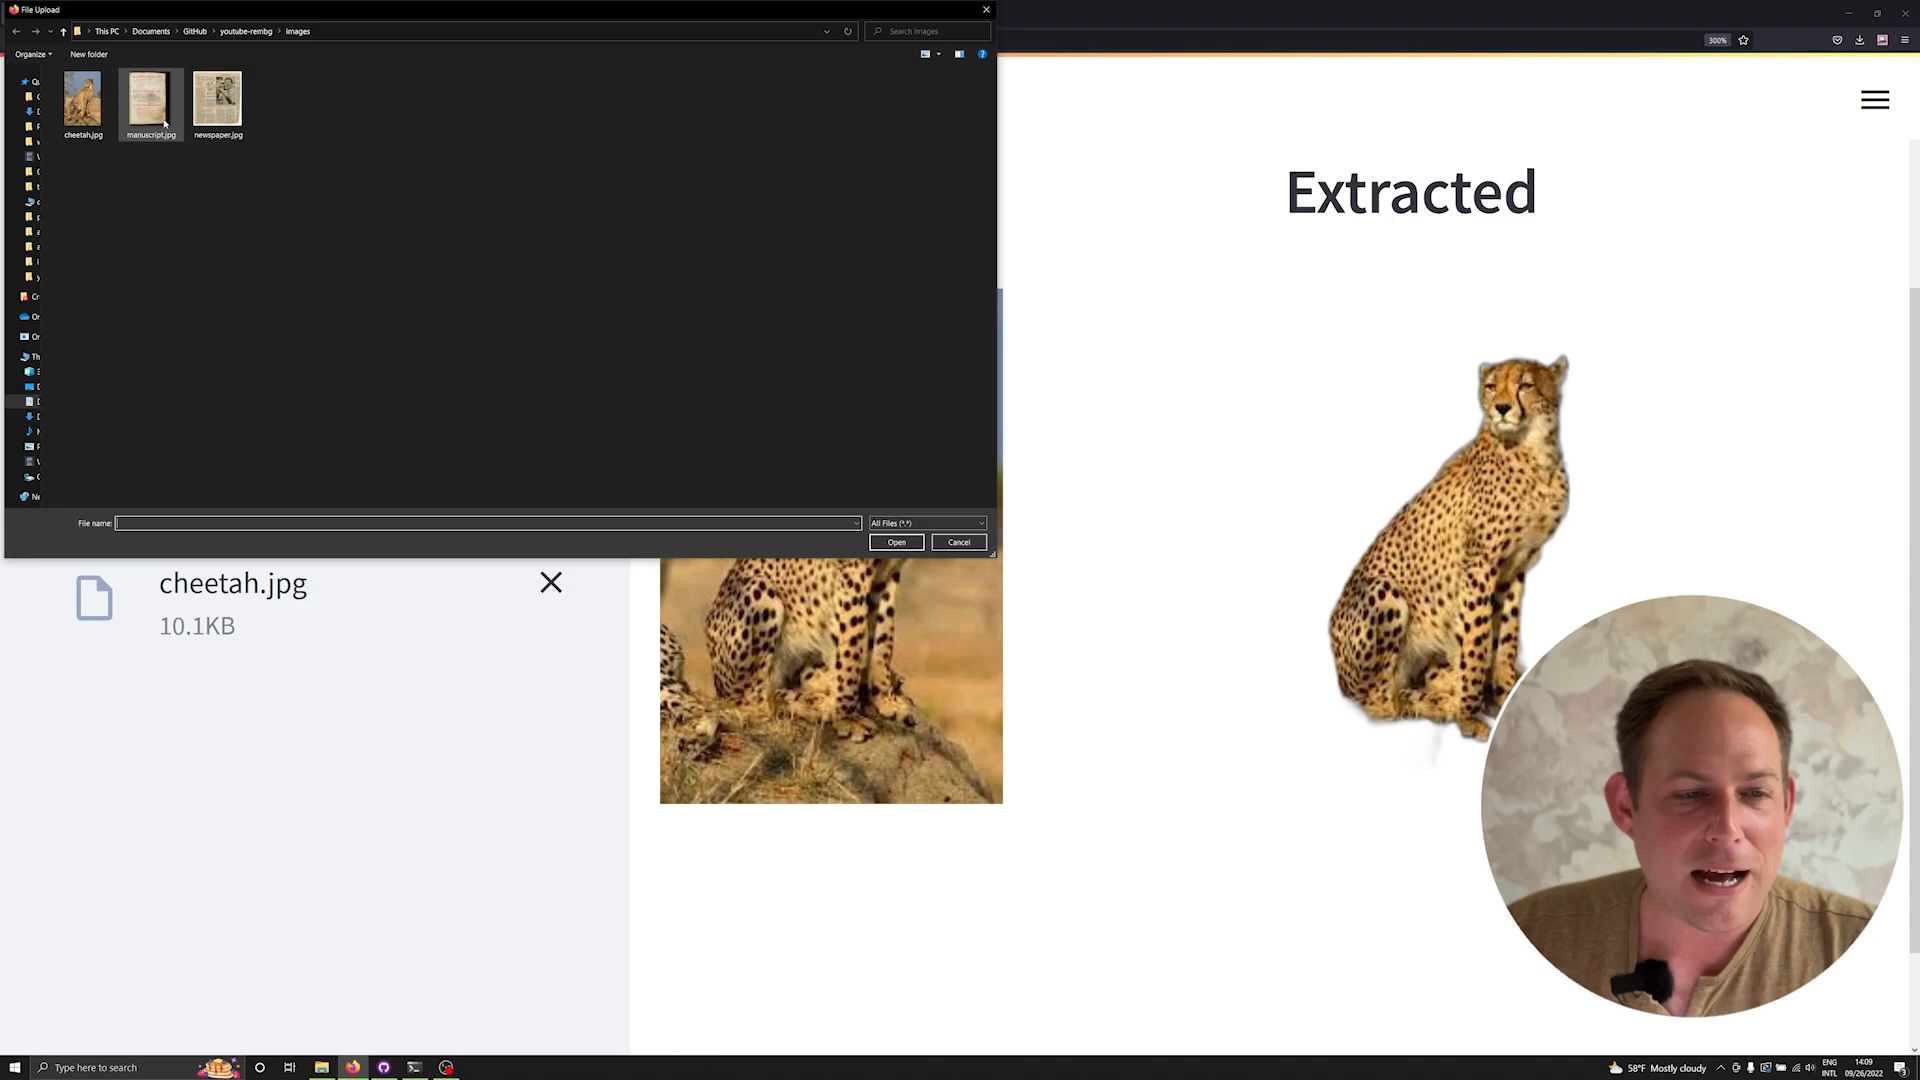 File Upload
This PC > Documents > GitHub > youtube-rembg > images
Search images
300%
Organize
New folder
cheetah.jpg
manuscript.jpg
newspaper.jpg
File name:
All Files (*.*)
Open
Cancel
Extracted
cheetah.jpg
10.1KB
Type here to search
58°F Mostly cloudy
ENG
INTL
14:09
09/26/2022